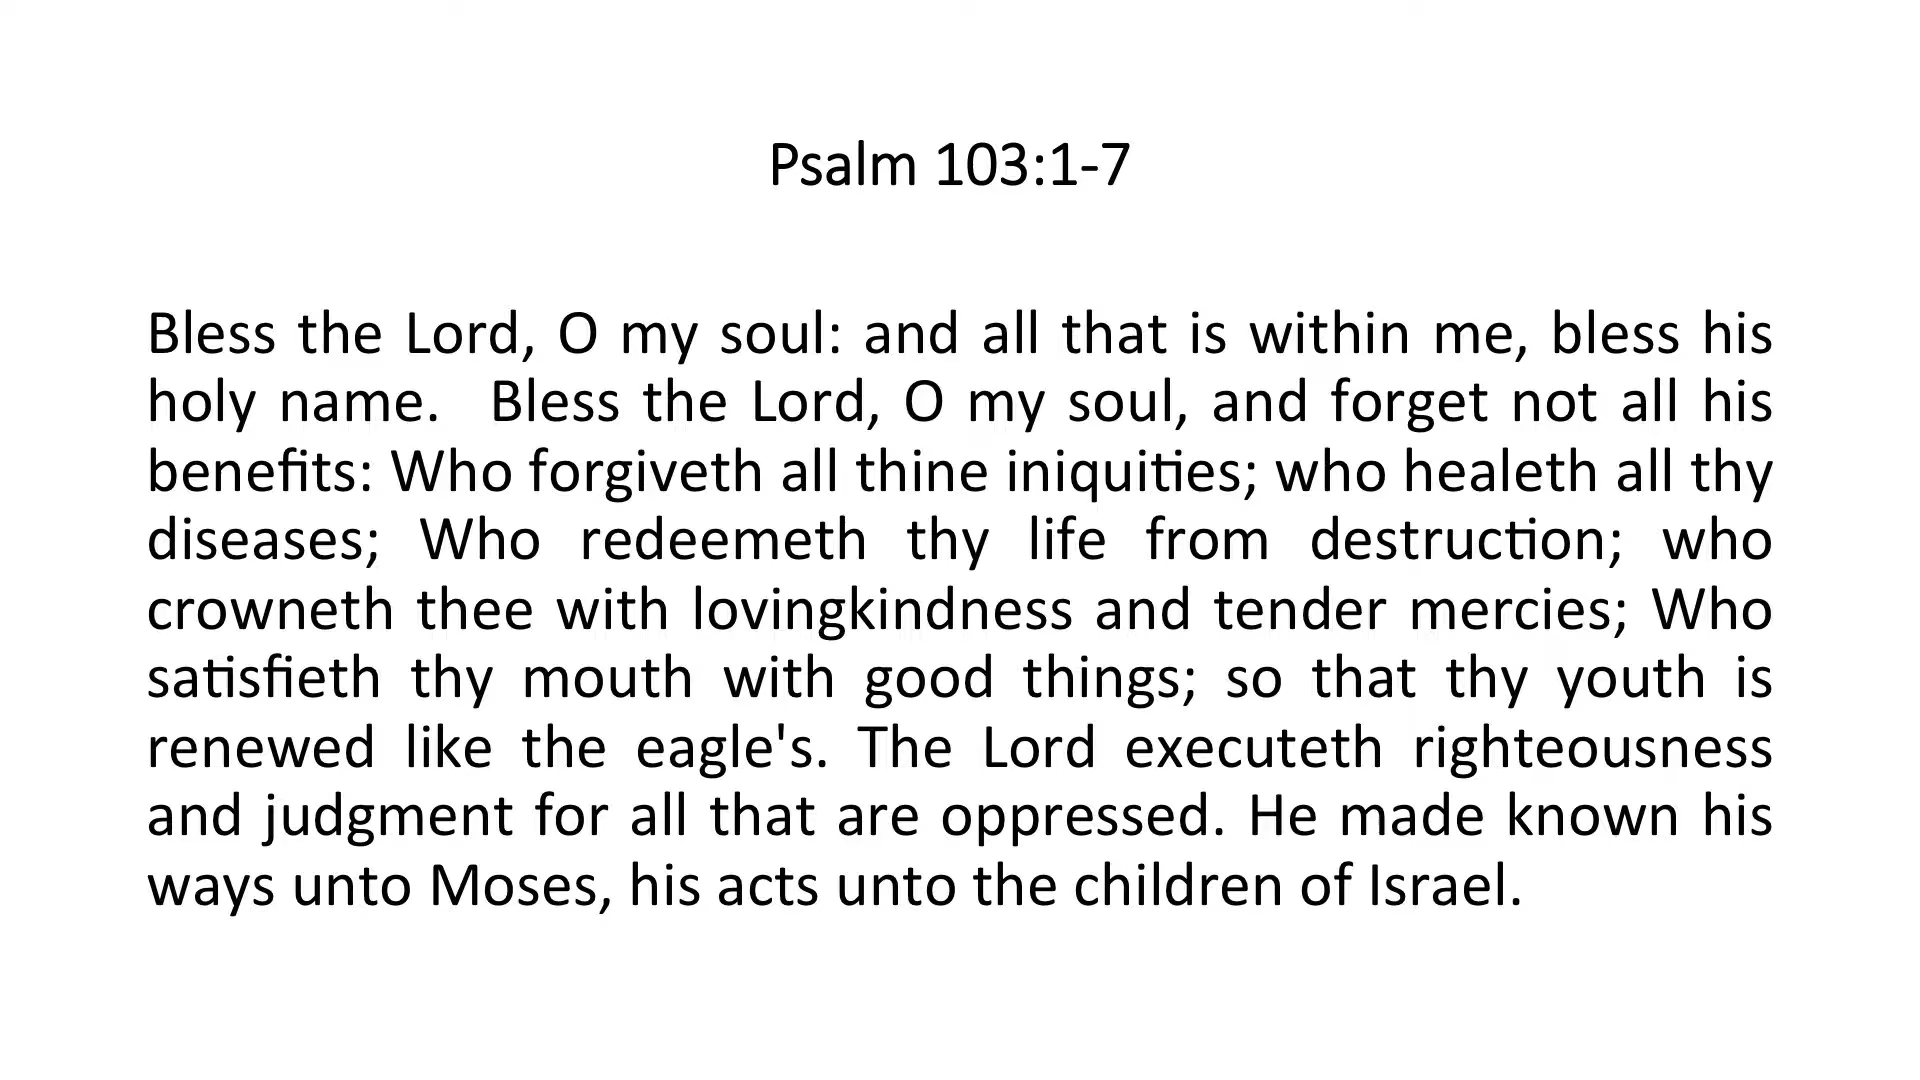 Psalm 103:1-7
Bless the Lord, O my soul: and all that is within me, bless his
holy name.  Bless the Lord, O my soul, and forget not all his
benefits: Who forgiveth all thine iniquities; who healeth all thy
diseases; Who redeemeth thy life from destruction; who
crowneth thee with lovingkindness and tender mercies; Who
satisfieth thy mouth with good things; so that thy youth is
renewed like the eagle's. The Lord executeth righteousness
and judgment for all that are oppressed. He made known his
ways unto Moses, his acts unto the children of Israel.